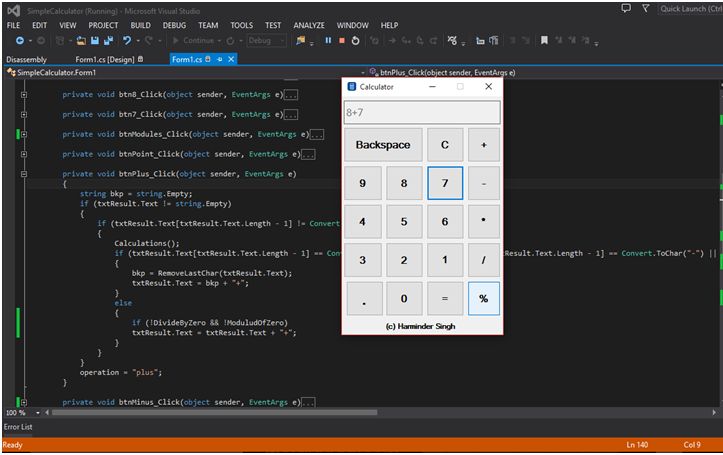 SimpleCalculator (Running) - Microsoft Visual Studio
Quick Launch (Ctrl
FILE EDIT VIEW PROJECT BUILD DEBUG TEAM TOOLS TEST ANALYZE WINDOW HELP
Continue Debug
Disassembly Form1.cs [Design] Form1.cs
SimpleCalculator.Form1 btnPlus_Click(object sender, EventArgs e)
private void btn8_Click(object sender, EventArgs e)...
private void btn7_Click(object sender, EventArgs e)...
private void btnModules_Click(object sender, EventArgs e)...
private void btnPoint_Click(object sender, EventArgs e)...
private void btnPlus_Click(object sender, EventArgs e)
{
string bkp = string.Empty;
if (txtResult.Text != string.Empty)
{
if (txtResult.Text[txtResult.Text.Length - 1] != Convert
{
Calculations();
if (txtResult.Text[txtResult.Text.Length - 1] == Conver Result.Text.Length - 1] == Convert.ToChar("-") ||
{
bkp = RemoveLastChar(txtResult.Text);
txtResult.Text = bkp + "+";
}
else
{
if (!DivideByZero && !ModuludOfZero)
txtResult.Text = txtResult.Text + "+";
}
}
}
operation = "plus";
}
private void btnMinus_Click(object sender, EventArgs e)...
Calculator
8+7
Backspace C +
9 8 7 -
4 5 6 *
3 2 1 /
. 0 = %
(c) Harminder Singh
100 %
Error List
Ready Ln 140 Col 9